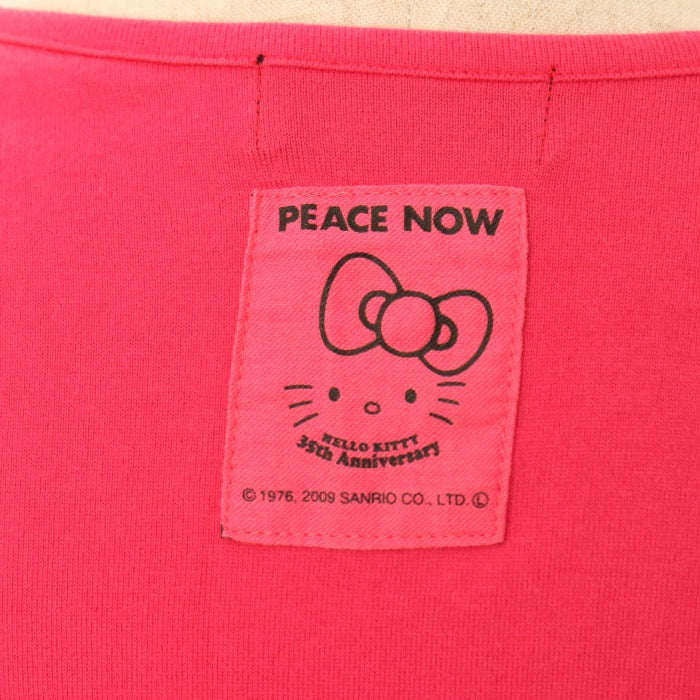 PEACE NOW
HELLO KITTY
35th Anniversary
© 1976, 2009 SANRIO CO., LTD. Ⓛ